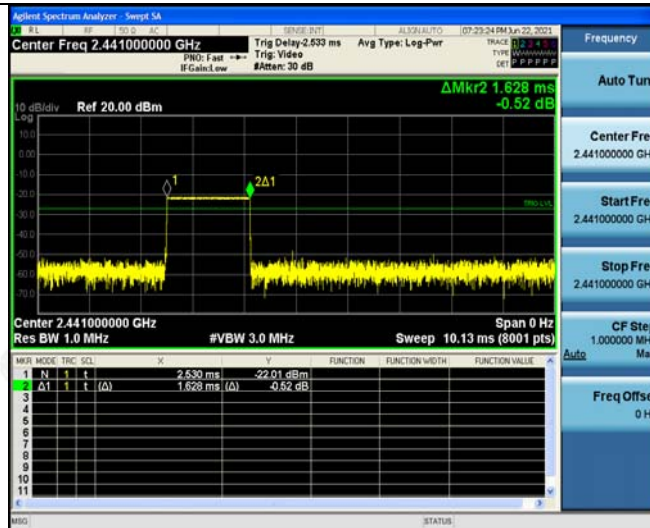 Agilent Spectrum Analyzer - Swept SA
RL RF 50 Ω AC SENSE:INT ALIGNAUTO 07:23:24 PM Jun 22, 2021
Center Freq 2.441000000 GHz
PNO: Fast
IFGain:Low
Trig Delay-2.533 ms
Trig: Video
#Atten: 30 dB
Avg Type: Log-Pwr
TRACE 1 2 3 4 5 6
TYPE
DET P P P P P P
ΔMkr2 1.628 ms
-0.52 dB
10 dB/div Ref 20.00 dBm
Log
10.0
0.00
-10.0
-20.0
-30.0
-40.0
-50.0
-60.0
-70.0
1
2Δ1
TRIG LVL
Center 2.441000000 GHz Span 0 Hz
Res BW 1.0 MHz #VBW 3.0 MHz Sweep 10.13 ms (8001 pts)
MKR MODE TRC SCL X Y FUNCTION FUNCTION WIDTH FUNCTION VALUE
1 N 1 t 2.530 ms -22.01 dBm
2 Δ1 1 t (Δ) 1.628 ms (Δ) -0.52 dB
3
4
5
6
7
8
9
10
11
MSG STATUS
Frequency
Auto Tun
Center Fre
2.441000000 GH
Start Fre
2.441000000 GH
Stop Fre
2.441000000 GH
CF Ste
1.000000 MH
Auto Ma
Freq Offse
0 H